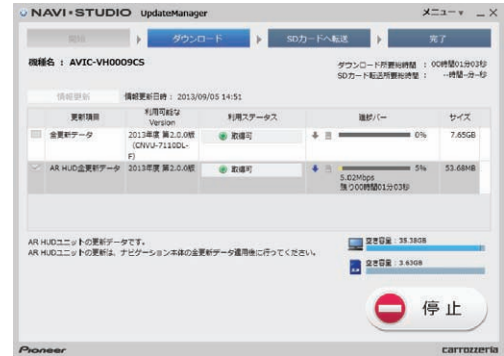 NAVI•STUDIO UpdateManager
メニュー
開始
ダウンロード
SDカードへ転送
完了
機種名 : AVIC-VH0009CS
ダウンロード所要総時間 : 00時間01分03秒
SDカード転送所要総時間 : --時間-分-秒
情報更新
情報更新日時 : 2013/09/05 14:51
更新項目
利用可能な
Version
利用ステータス
進捗バー
サイズ
全更新データ
2013年度 第2.0.0版
(CNVU-7110DL-
F)
取得可
0%
7.65GB
AR HUD全更新データ
2013年度 第2.0.0版
取得可
5%
53.68MB
5.02Mbps
残り00時間01分03秒
AR HUDユニットの更新データです。
AR HUDユニットの更新は、ナビゲーション本体の全更新データ適用後に行ってください。
空き容量 : 38.38GB
空き容量 : 3.63GB
停止
Pioneer
carrozzeria